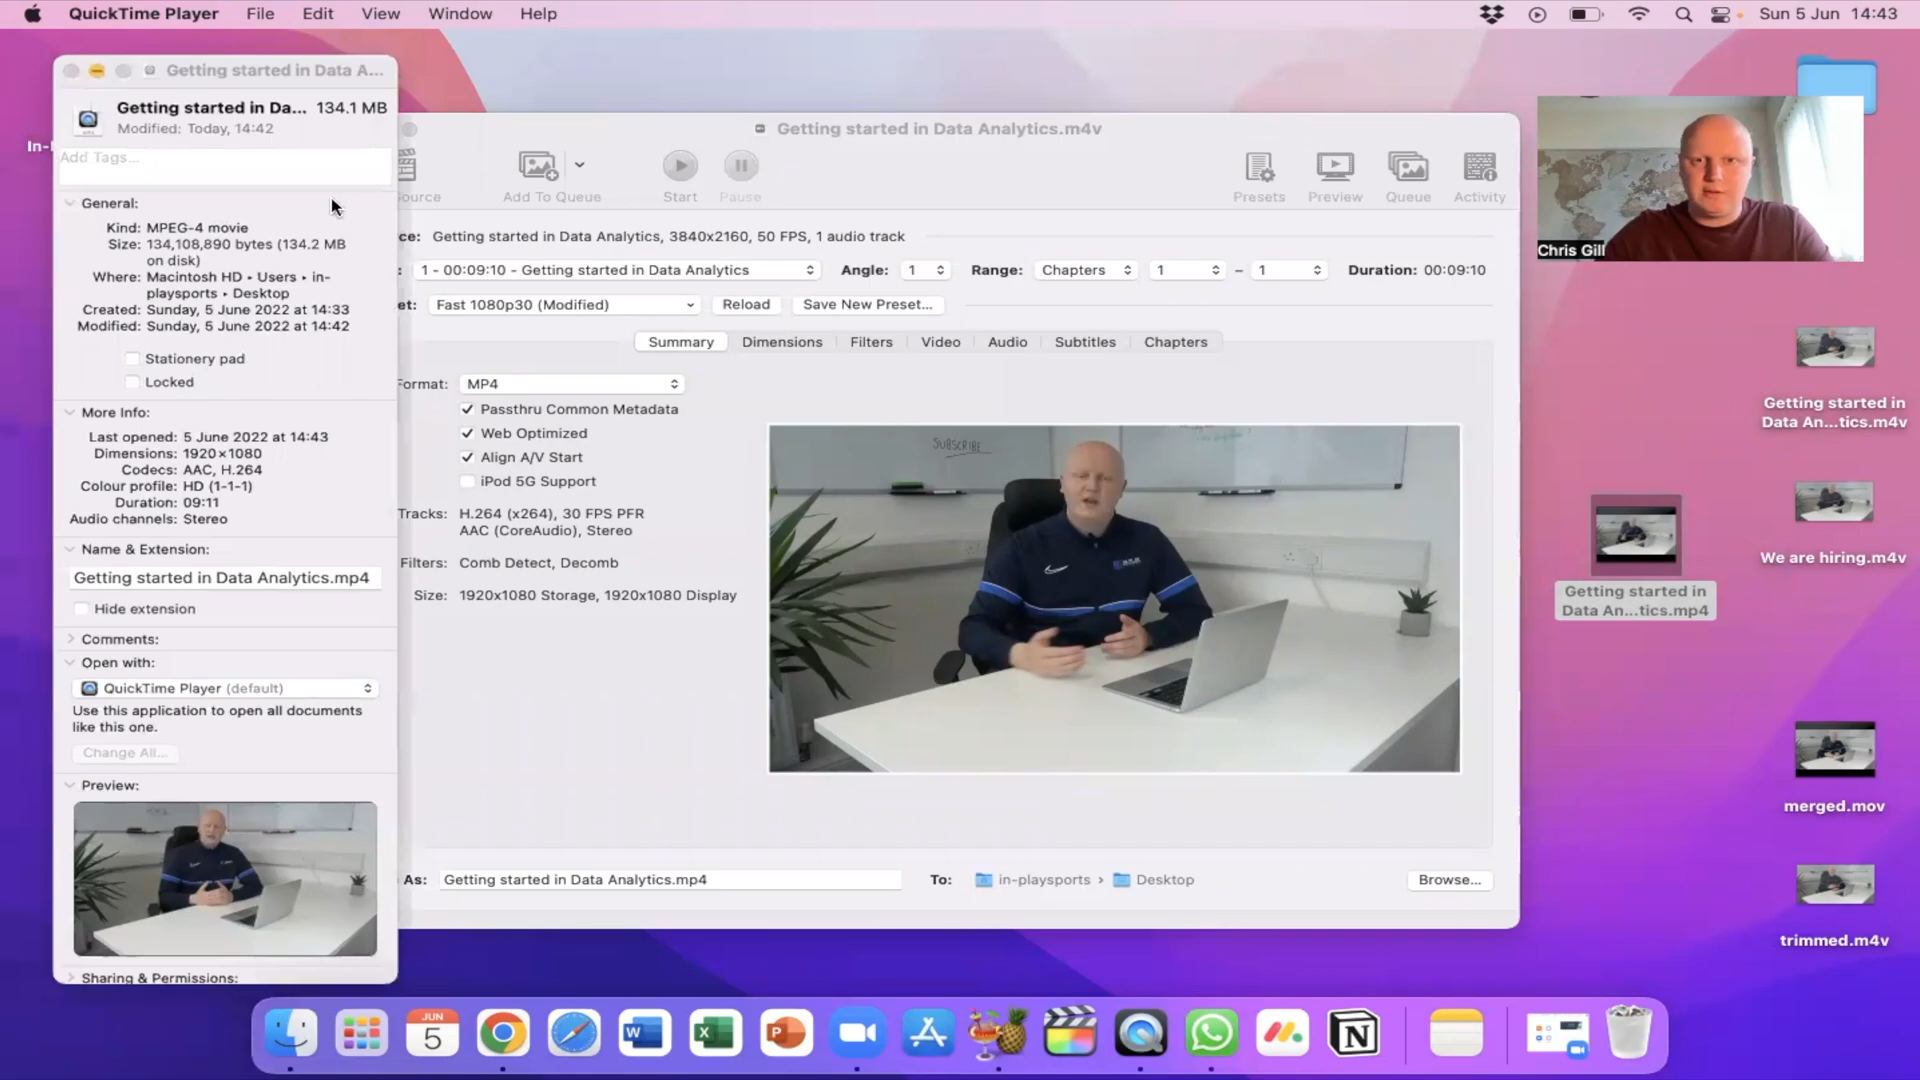 QuickTime Player File Edit View Window Help Sun 5 Jun 14:43
Getting started in Data A...
Getting started in Da... 134.1 MB
Modified: Today, 14:42
Add Tags...
General:
Kind: MPEG-4 movie
Size: 134,108,890 bytes (134.2 MB
on disk)
Where: Macintosh HD ▸ Users ▸ in-
playsports ▸ Desktop
Created: Sunday, 5 June 2022 at 14:33
Modified: Sunday, 5 June 2022 at 14:42
Stationery pad
Locked
More Info:
Last opened: 5 June 2022 at 14:43
Dimensions: 1920×1080
Codecs: AAC, H.264
Colour profile: HD (1-1-1)
Duration: 09:11
Audio channels: Stereo
Name & Extension:
Getting started in Data Analytics.mp4
Hide extension
Comments:
Open with:
QuickTime Player (default)
Use this application to open all documents
like this one.
Change All...
Preview:
Sharing & Permissions:
In-
Getting started in Data Analytics.m4v
ource Add To Queue Start Pause Presets Preview Queue Activity
ce: Getting started in Data Analytics, 3840x2160, 50 FPS, 1 audio track
: 1 - 00:09:10 - Getting started in Data Analytics Angle: 1 Range: Chapters 1 – 1 Duration: 00:09:10
et: Fast 1080p30 (Modified) Reload Save New Preset...
Summary Dimensions Filters Video Audio Subtitles Chapters
Format: MP4
Passthru Common Metadata
Web Optimized
Align A/V Start
iPod 5G Support
Tracks: H.264 (x264), 30 FPS PFR
AAC (CoreAudio), Stereo
Filters: Comb Detect, Decomb
Size: 1920x1080 Storage, 1920x1080 Display
SUBSCRIBE
As: Getting started in Data Analytics.mp4 To: in-playsports › Desktop Browse...
Chris Gill
Getting started in
Data An...tics.m4v
We are hiring.m4v
Getting started in
Data An...tics.mp4
merged.mov
trimmed.m4v
JUN
5
W
X
P
N